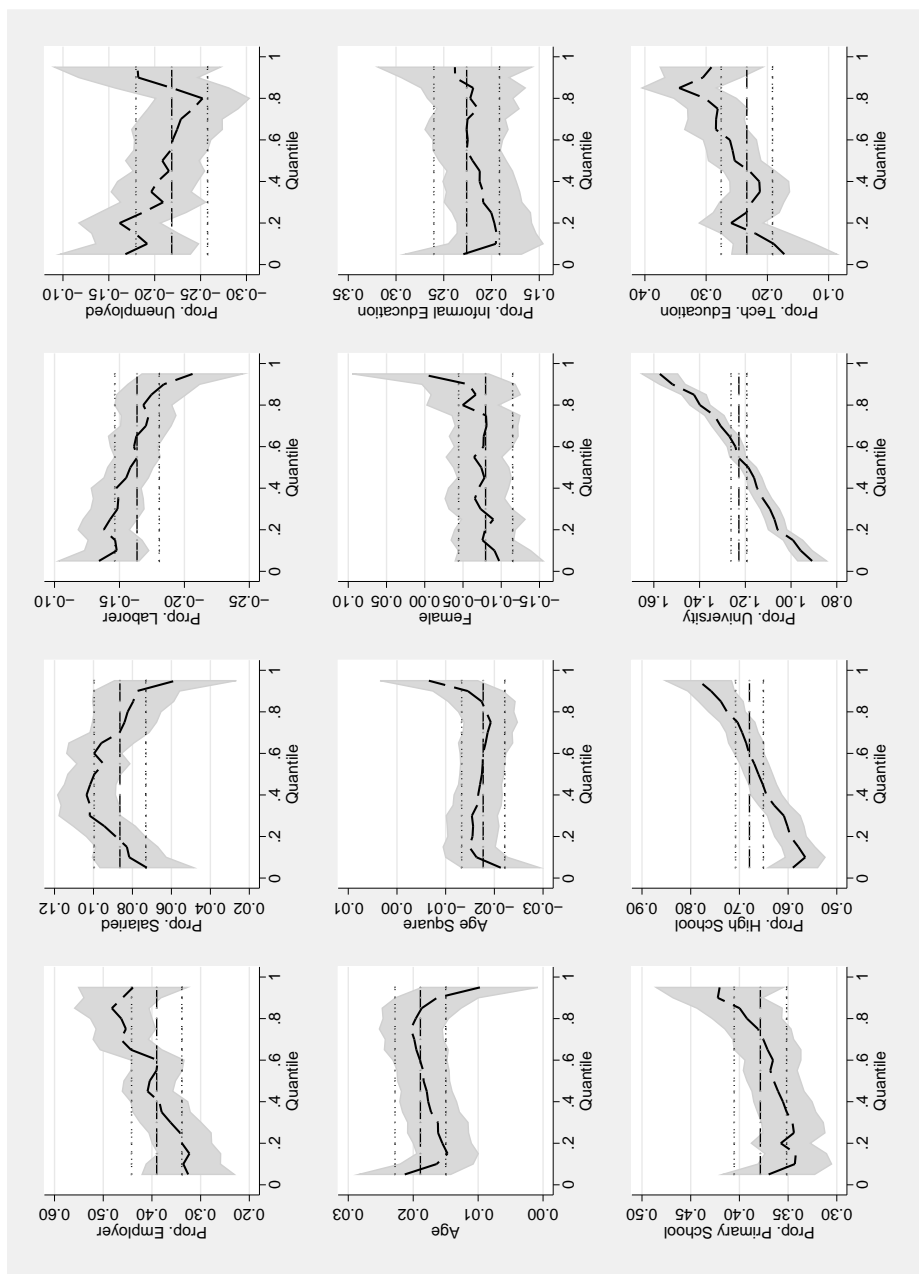 Prop. Employer
0.20 0.30 0.40 0.50 0.60
0 .2 .4 .6 .8 1
Quantile
Prop. Salaried
0.02 0.04 0.06 0.08 0.10 0.12
0 .2 .4 .6 .8 1
Quantile
Prop. Laborer
−0.25 −0.20 −0.15 −0.10
0 .2 .4 .6 .8 1
Quantile
Prop. Unemployed
−0.30 −0.25 −0.20 −0.15 −0.10
0 .2 .4 .6 .8 1
Quantile
Age
0.00 0.01 0.02 0.03
0 .2 .4 .6 .8 1
Quantile
Age Square
−0.03 −0.02 −0.01 0.00 0.01
0 .2 .4 .6 .8 1
Quantile
Female
−0.15 −0.10 −0.05 0.00 0.05 0.10
0 .2 .4 .6 .8 1
Quantile
Prop. Informal Education
0.15 0.20 0.25 0.30 0.35
0 .2 .4 .6 .8 1
Quantile
Prop. Primary School
0.30 0.35 0.40 0.45 0.50
0 .2 .4 .6 .8 1
Quantile
Prop. High School
0.50 0.60 0.70 0.80 0.90
0 .2 .4 .6 .8 1
Quantile
Prop. University
0.80 1.00 1.20 1.40 1.60
0 .2 .4 .6 .8 1
Quantile
Prop. Tech. Education
0.10 0.20 0.30 0.40
0 .2 .4 .6 .8 1
Quantile